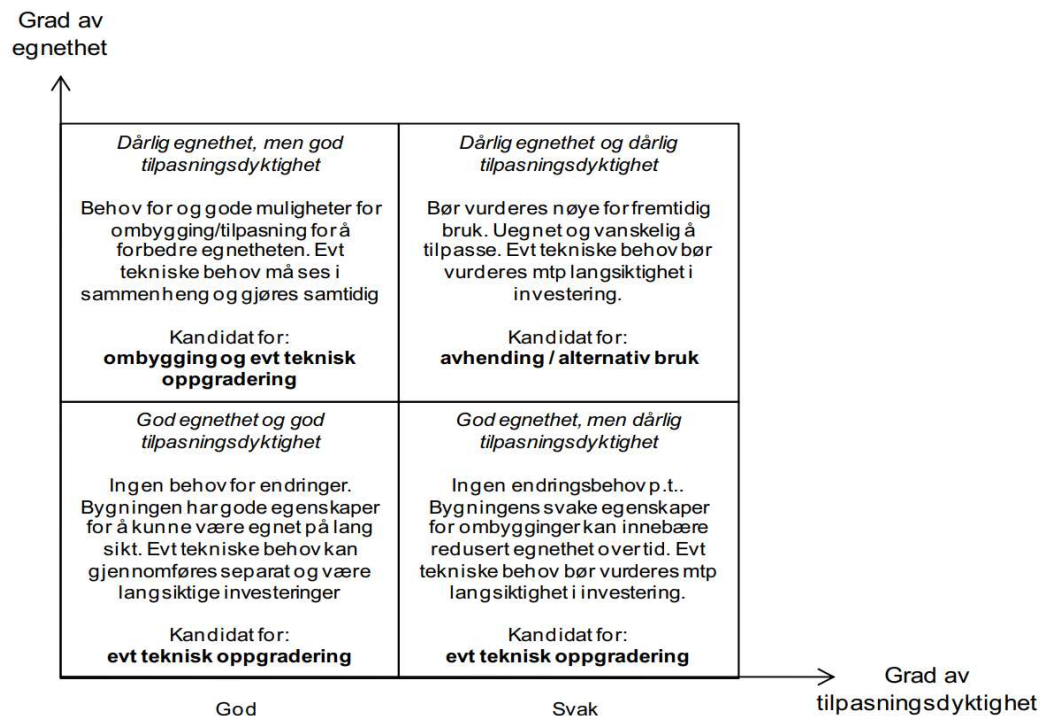 Grad av
egnethet
Dårlig egnethet, men god
tilpasningsdyktighet
Behov for og gode muligheter for
ombygging/tilpasning for å
forbedre egnetheten. Evt
tekniske behov må ses i
sammenheng og gjøres samtidig
Kandidat for:
ombygging og evt teknisk
oppgradering
Dårlig egnethet og dårlig
tilpasningsdyktighet
Bør vurderes nøye for fremtidig
bruk. Uegnet og vanskelig å
tilpasse. Evt tekniske behov bør
vurderes mtp langsiktighet i
investering.
Kandidat for:
avhending / alternativ bruk
God egnethet og god
tilpasningsdyktighet
Ingen behov for endringer.
Bygningen har gode egenskaper
for å kunne være egnet på lang
sikt. Evt tekniske behov kan
gjennomføres separat og være
langsiktige investeringer
Kandidat for:
evt teknisk oppgradering
God egnethet, men dårlig
tilpasningsdyktighet
Ingen endringsbehov p.t..
Bygningens svake egenskaper
for ombygginger kan innebære
redusert egnethet over tid. Evt
tekniske behov bør vurderes mtp
langsiktighet i investering.
Kandidat for:
evt teknisk oppgradering
God
Svak
Grad av
tilpasningsdyktighet